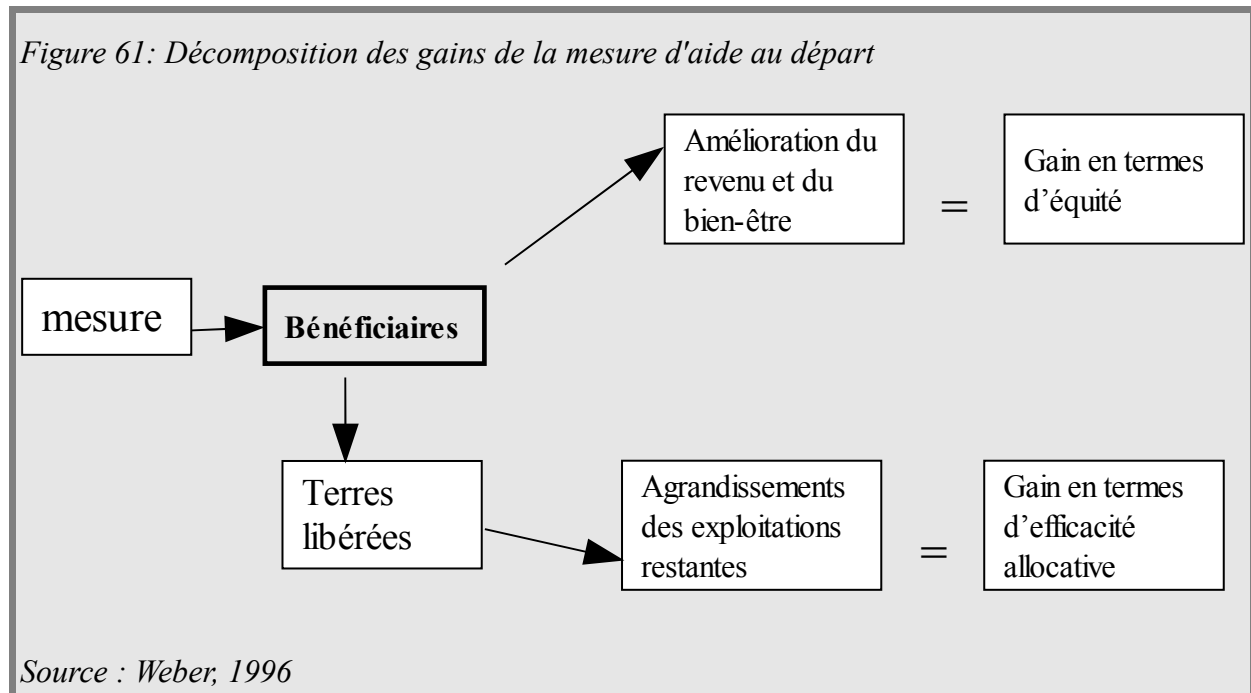 Figure 61: Décomposition des gains de la mesure d'aide au départ
Amélioration du
revenu et du
bien-être
=
Gain en termes
d’équité
mesure
Bénéficiaires
Terres
libérées
Agrandissements
des exploitations
restantes
=
Gain en termes
d’efficacité
allocative
Source : Weber, 1996